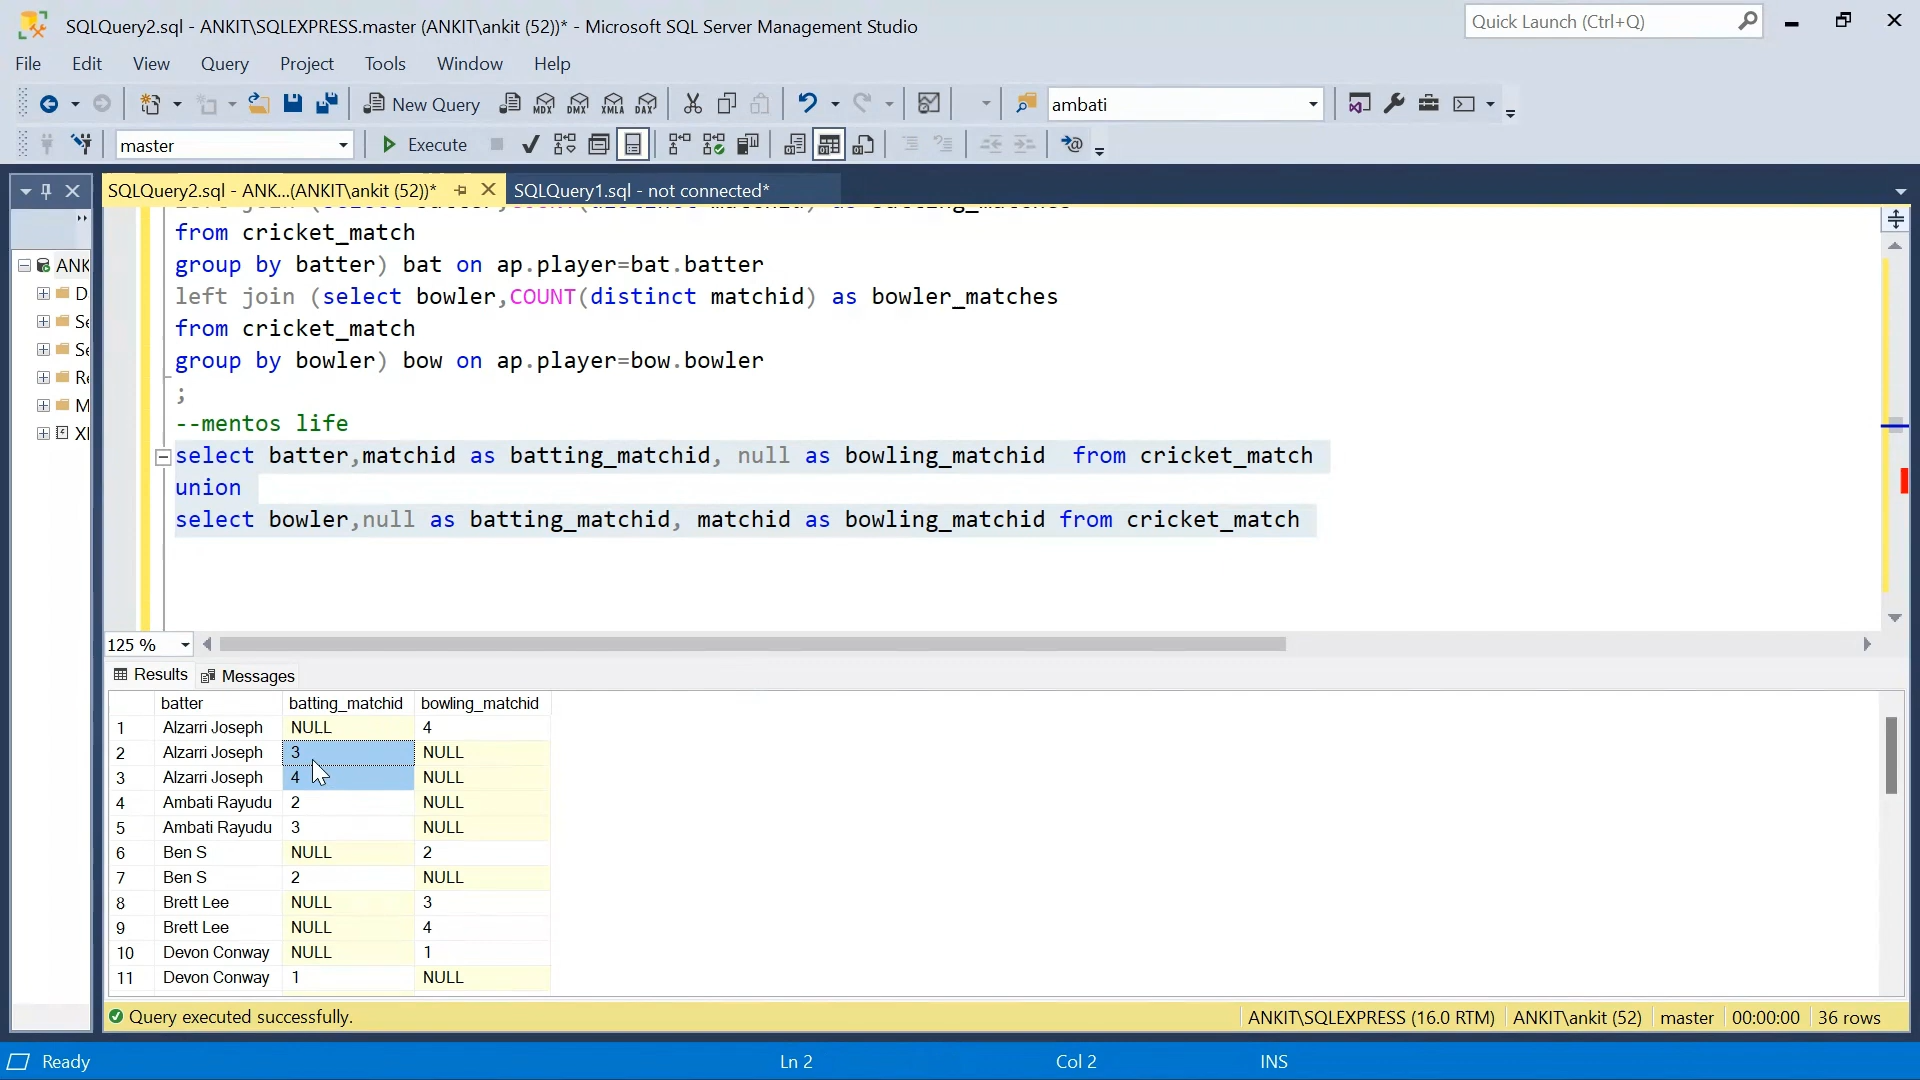 SQLQuery2.sql - ANKIT\SQLEXPRESS.master (ANKIT\ankit (52))* - Microsoft SQL Server Management Studio
Quick Launch (Ctrl+Q)
File Edit View Query Project Tools Window Help
New Query MDX DMX XMLA DAX ambati
master Execute
SQLQuery2.sql - ANK...(ANKIT\ankit (52))* SQLQuery1.sql - not connected*
from cricket_match
group by batter) bat on ap.player=bat.batter
left join (select bowler,COUNT(distinct matchid) as bowler_matches
from cricket_match
group by bowler) bow on ap.player=bow.bowler
;
--mentos life
select batter,matchid as batting_matchid, null as bowling_matchid from cricket_match
union
select bowler,null as batting_matchid, matchid as bowling_matchid from cricket_match
ANK
D
Se
Se
Re
M
XI
125 %
Results Messages
batter batting_matchid bowling_matchid
1 Alzarri Joseph NULL 4
2 Alzarri Joseph 3 NULL
3 Alzarri Joseph 4 NULL
4 Ambati Rayudu 2 NULL
5 Ambati Rayudu 3 NULL
6 Ben S NULL 2
7 Ben S 2 NULL
8 Brett Lee NULL 3
9 Brett Lee NULL 4
10 Devon Conway NULL 1
11 Devon Conway 1 NULL
Query executed successfully. ANKIT\SQLEXPRESS (16.0 RTM) ANKIT\ankit (52) master 00:00:00 36 rows
Ready Ln 2 Col 2 INS